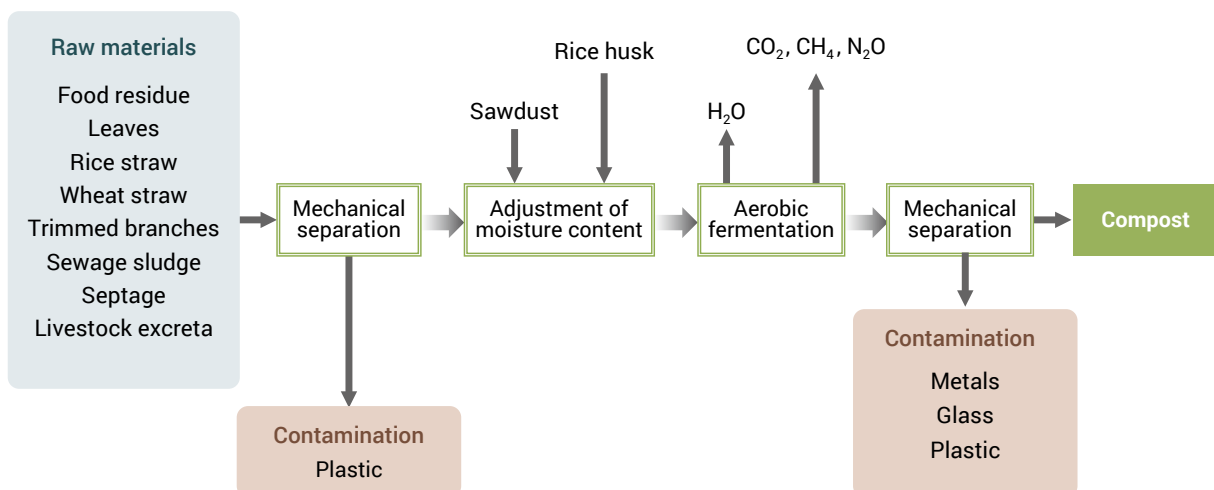 Raw materials
Food residue
Leaves
Rice straw
Wheat straw
Trimmed branches
Sewage sludge
Septage
Livestock excreta
Mechanical
separation
Contamination
Plastic
Sawdust
Rice husk
Adjustment of
moisture content
H₂O
CO₂, CH₄, N₂O
Aerobic
fermentation
Mechanical
separation
Contamination
Metals
Glass
Plastic
Compost